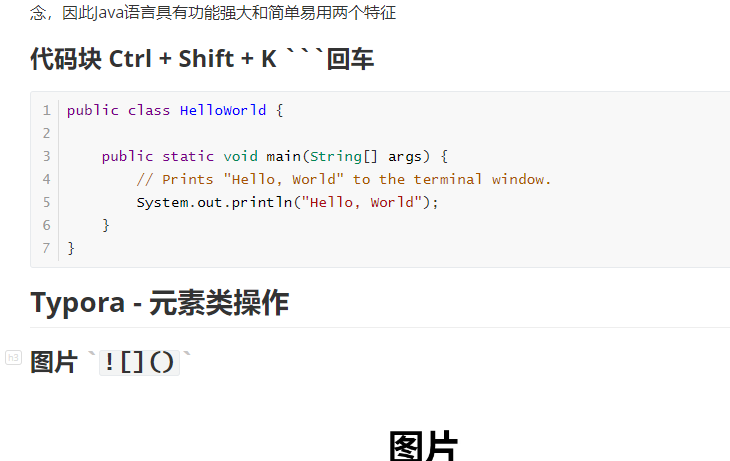 念，因此Java语言具有功能强大和简单易用两个特征
代码块 Ctrl + Shift + K ```回车
1 public class HelloWorld {
2
3     public static void main(String[] args) {
4         // Prints "Hello, World" to the terminal window.
5         System.out.println("Hello, World");
6     }
7 }
Typora - 元素类操作
h3 图片 `![]()`
图片